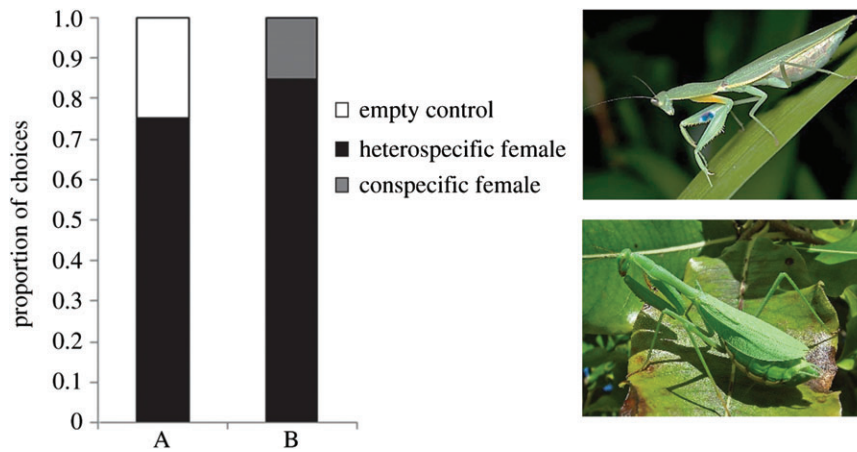 proportion of choices
1.0
0.9
0.8
0.7
0.6
0.5
0.4
0.3
0.2
0.1
0
A
B
empty control
heterospecific female
conspecific female